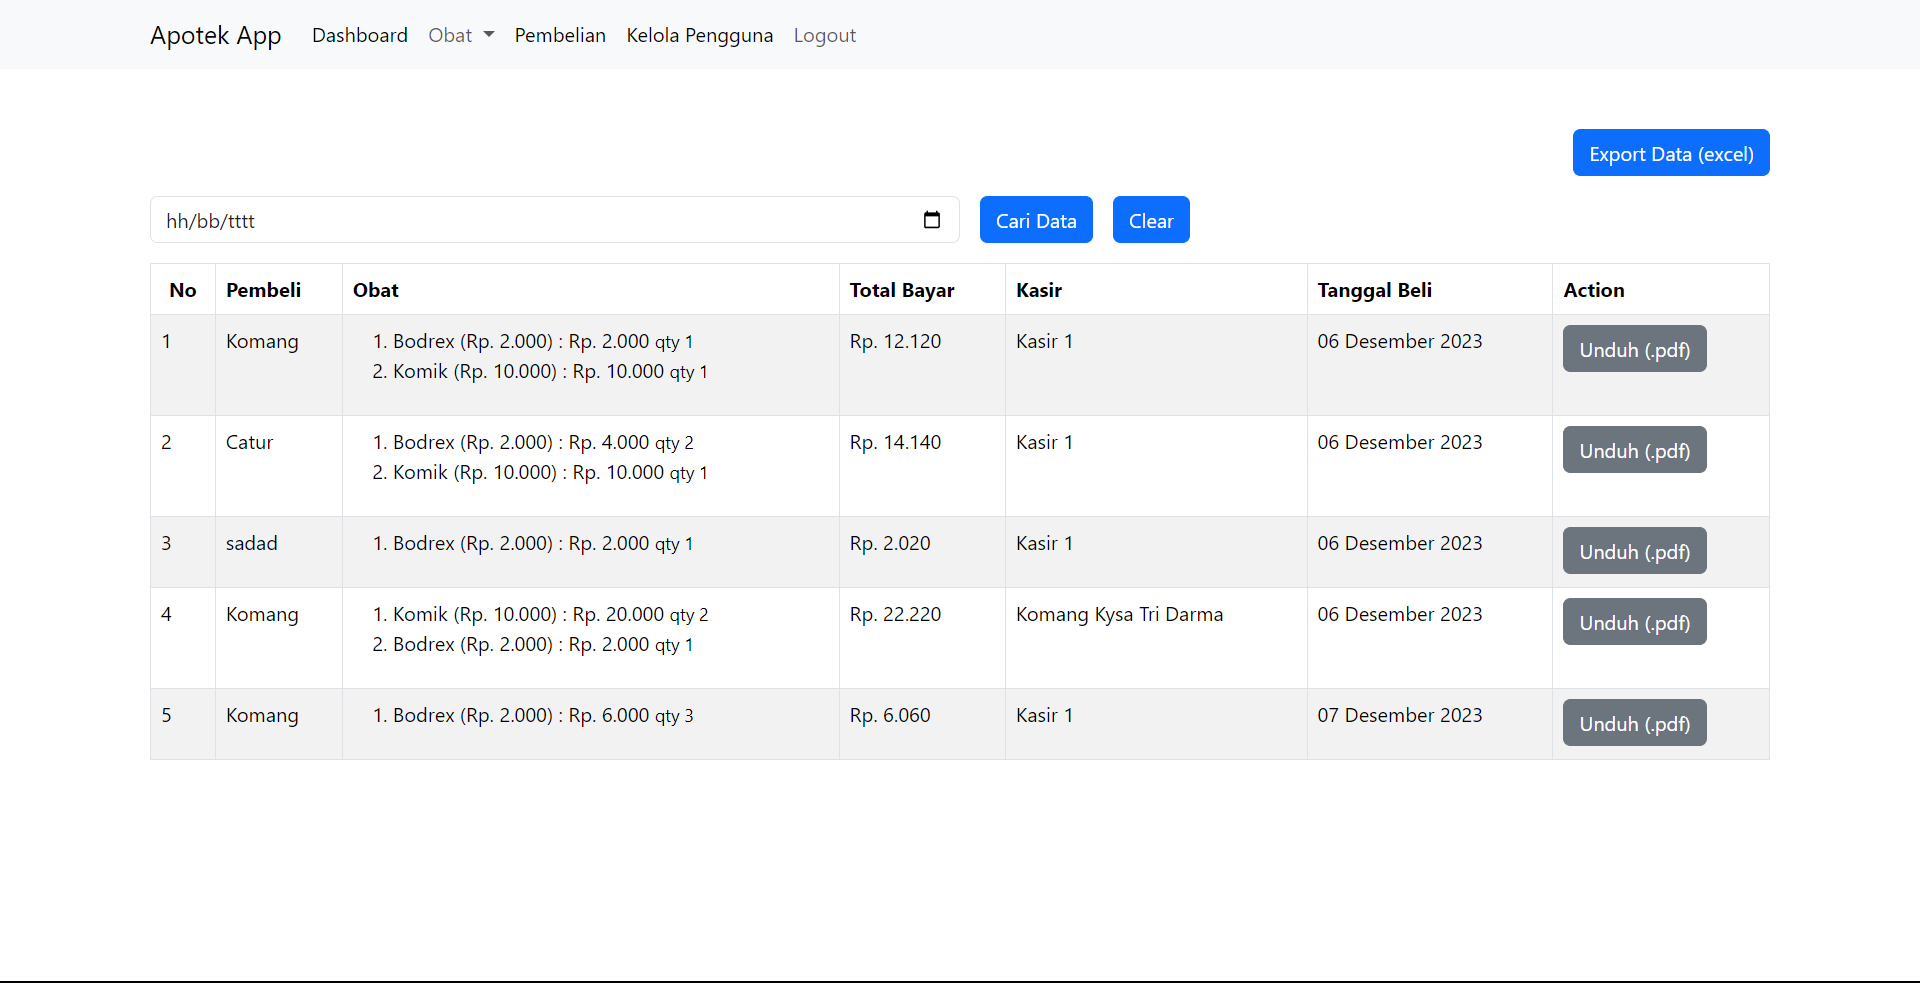 Apotek App Dashboard Obat Pembelian Kelola Pengguna Logout
Export Data (excel)
hh/bb/tttt Cari Data Clear
No Pembeli Obat Total Bayar Kasir Tanggal Beli Action
1 Komang 1. Bodrex (Rp. 2.000) : Rp. 2.000 qty 1 Rp. 12.120 Kasir 1 06 Desember 2023 Unduh (.pdf)
2. Komik (Rp. 10.000) : Rp. 10.000 qty 1
2 Catur 1. Bodrex (Rp. 2.000) : Rp. 4.000 qty 2 Rp. 14.140 Kasir 1 06 Desember 2023 Unduh (.pdf)
2. Komik (Rp. 10.000) : Rp. 10.000 qty 1
3 sadad 1. Bodrex (Rp. 2.000) : Rp. 2.000 qty 1 Rp. 2.020 Kasir 1 06 Desember 2023 Unduh (.pdf)
4 Komang 1. Komik (Rp. 10.000) : Rp. 20.000 qty 2 Rp. 22.220 Komang Kysa Tri Darma 06 Desember 2023 Unduh (.pdf)
2. Bodrex (Rp. 2.000) : Rp. 2.000 qty 1
5 Komang 1. Bodrex (Rp. 2.000) : Rp. 6.000 qty 3 Rp. 6.060 Kasir 1 07 Desember 2023 Unduh (.pdf)